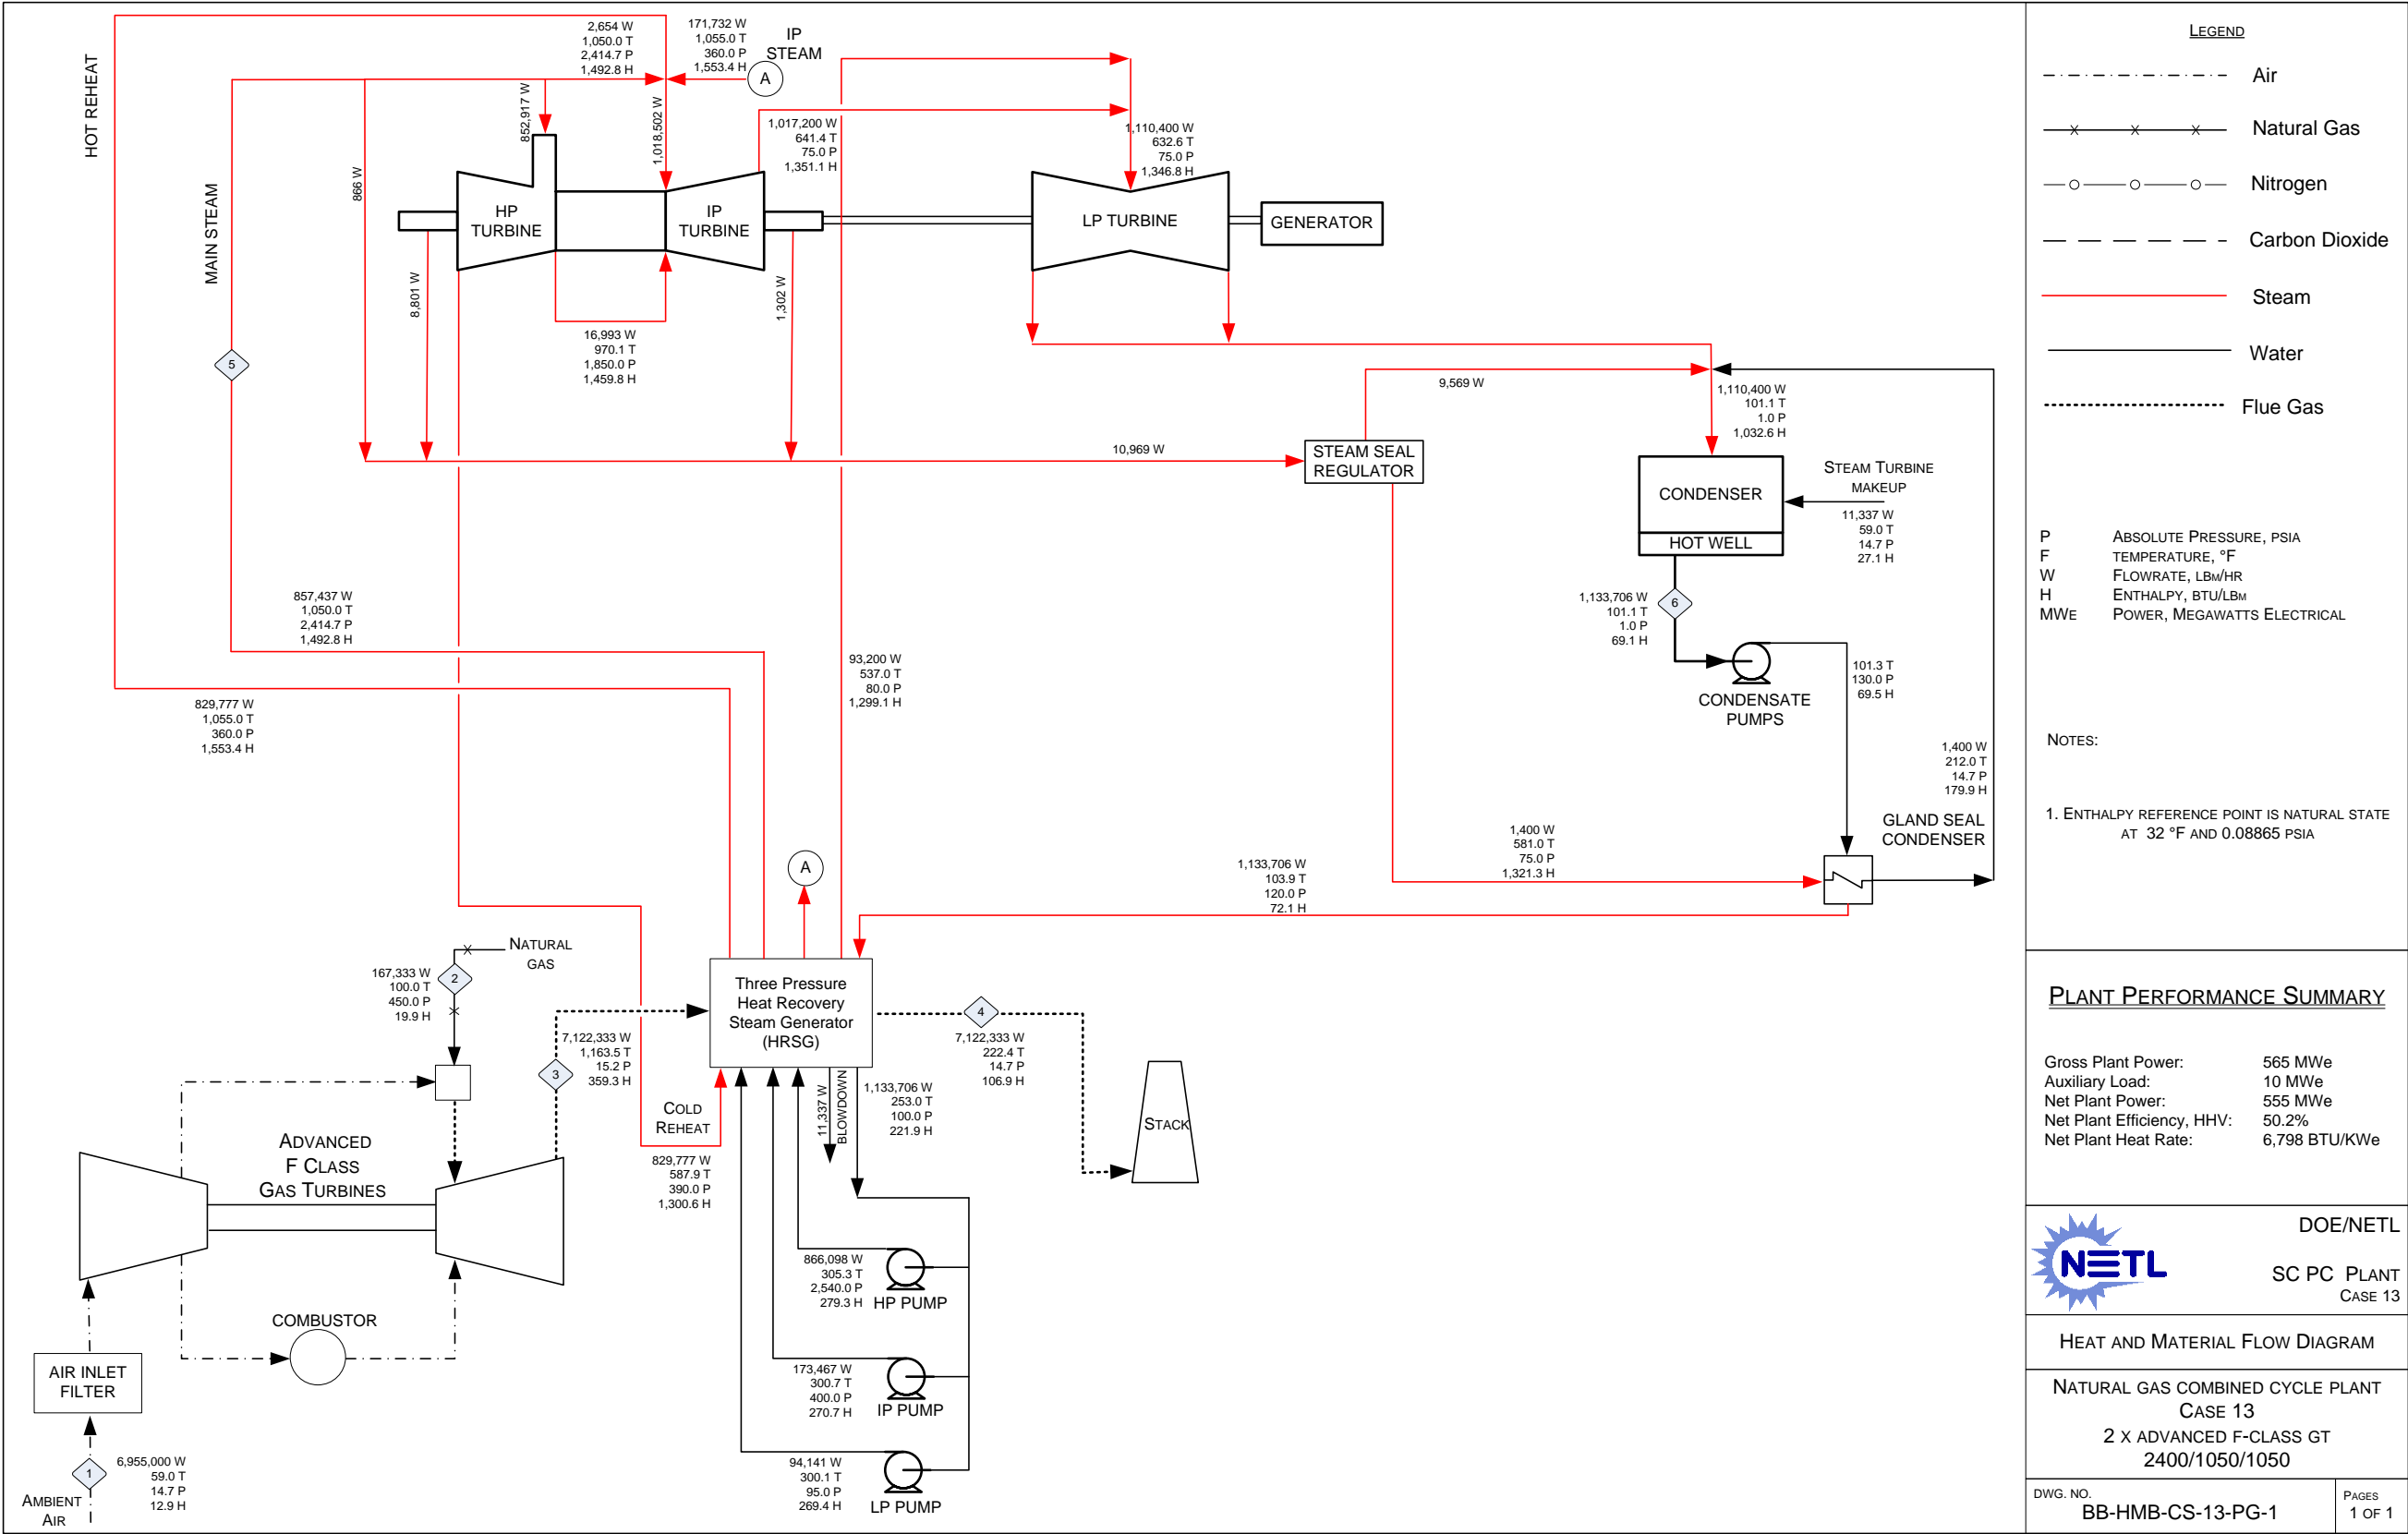 HOT REHEAT
MAIN STEAM
2,654 W
1,050.0 T
2,414.7 P
1,492.8 H
171,732 W
1,055.0 T
360.0 P
1,553.4 H
IP
STEAM
A
866 W
852,917 W
1,018,502 W
1,017,200 W
641.4 T
75.0 P
1,351.1 H
1,110,400 W
632.6 T
75.0 P
1,346.8 H
HP
TURBINE
IP
TURBINE
LP TURBINE
GENERATOR
8,801 W
1,302 W
16,993 W
970.1 T
1,850.0 P
1,459.8 H
5
9,569 W
10,969 W
STEAM SEAL
REGULATOR
1,110,400 W
101.1 T
1.0 P
1,032.6 H
CONDENSER
HOT WELL
STEAM TURBINE
MAKEUP
11,337 W
59.0 T
14.7 P
27.1 H
1,133,706 W
101.1 T
1.0 P
69.1 H
6
CONDENSATE
PUMPS
101.3 T
130.0 P
69.5 H
1,400 W
212.0 T
14.7 P
179.9 H
GLAND SEAL
CONDENSER
857,437 W
1,050.0 T
2,414.7 P
1,492.8 H
829,777 W
1,055.0 T
360.0 P
1,553.4 H
93,200 W
537.0 T
80.0 P
1,299.1 H
1,400 W
581.0 T
75.0 P
1,321.3 H
1,133,706 W
103.9 T
120.0 P
72.1 H
A
NATURAL
GAS
167,333 W
100.0 T
450.0 P
19.9 H
2
7,122,333 W
1,163.5 T
15.2 P
359.3 H
3
Three Pressure
Heat Recovery
Steam Generator
(HRSG)
4
7,122,333 W
222.4 T
14.7 P
106.9 H
STACK
COLD
REHEAT
829,777 W
587.9 T
390.0 P
1,300.6 H
11,337 W
BLOWDOWN
1,133,706 W
253.0 T
100.0 P
221.9 H
ADVANCED
F CLASS
GAS TURBINES
COMBUSTOR
AIR INLET
FILTER
1
6,955,000 W
59.0 T
14.7 P
12.9 H
AMBIENT
AIR
866,098 W
305.3 T
2,540.0 P
279.3 H
HP PUMP
173,467 W
300.7 T
400.0 P
270.7 H
IP PUMP
94,141 W
300.1 T
95.0 P
269.4 H
LP PUMP
LEGEND
Air
Natural Gas
Nitrogen
Carbon Dioxide
Steam
Water
Flue Gas
P ABSOLUTE PRESSURE, PSIA
F TEMPERATURE, °F
W FLOWRATE, LBM/HR
H ENTHALPY, BTU/LBM
MWE POWER, MEGAWATTS ELECTRICAL
NOTES:
1. ENTHALPY REFERENCE POINT IS NATURAL STATE
AT 32 °F AND 0.08865 PSIA
PLANT PERFORMANCE SUMMARY
Gross Plant Power: 565 MWe
Auxiliary Load: 10 MWe
Net Plant Power: 555 MWe
Net Plant Efficiency, HHV: 50.2%
Net Plant Heat Rate: 6,798 BTU/KWe
NETL
DOE/NETL
SC PC PLANT
CASE 13
HEAT AND MATERIAL FLOW DIAGRAM
NATURAL GAS COMBINED CYCLE PLANT
CASE 13
2 X ADVANCED F-CLASS GT
2400/1050/1050
DWG. NO.
BB-HMB-CS-13-PG-1
PAGES
1 OF 1